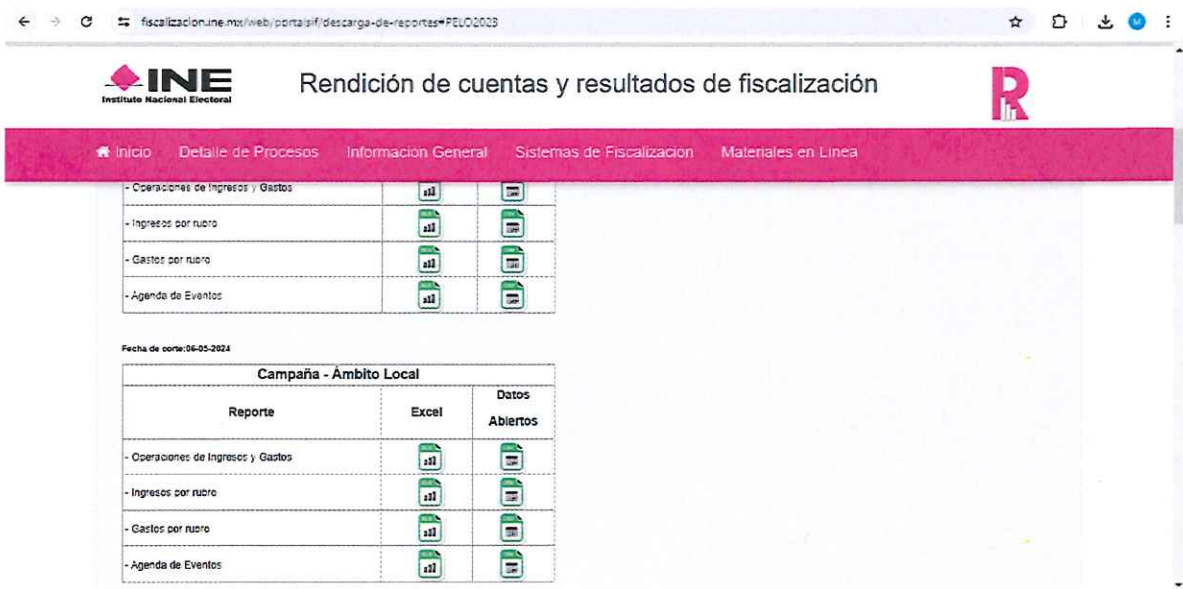 fiscalizacion.ine.mx/web/portalsif/descarga-de-reportes#PELO2023
M
INE
Instituto Nacional Electoral
Rendición de cuentas y resultados de fiscalización
R
Inicio Detalle de Procesos Informacion General Sistemas de Fiscalizacion Materiales en Linea
- Operaciones de Ingresos y Gastos
- Ingresos por rubro
- Gastos por rubro
- Agenda de Eventos
Fecha de corte:06-05-2024
Campaña - Ámbito Local
Reporte Excel Datos Abiertos
- Operaciones de Ingresos y Gastos
- Ingresos por rubro
- Gastos por rubro
- Agenda de Eventos